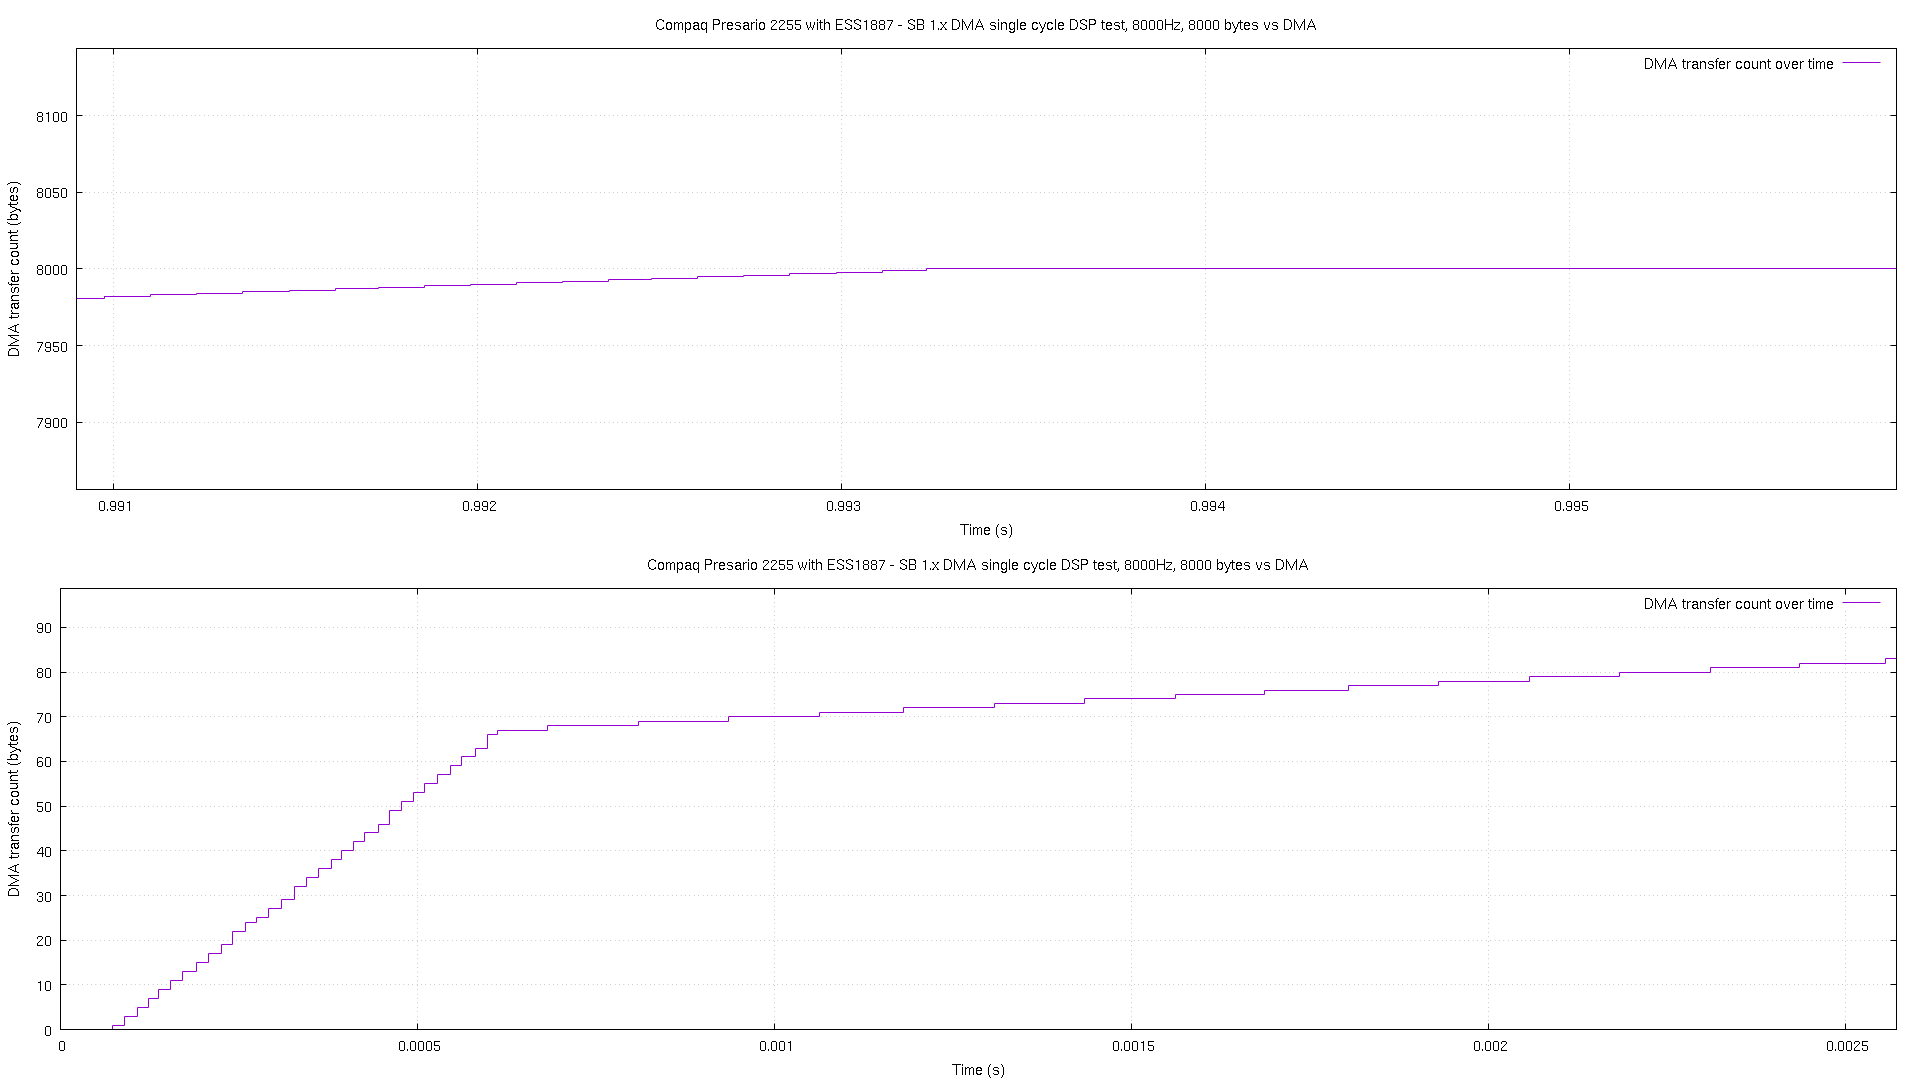 Compaq Presario 2255 with ESS1887 - SB 1.x DMA single cycle DSP test, 8000Hz, 8000 bytes vs DMA
DMA transfer count over time
8100
8050
8000
7950
7900
DMA transfer count (bytes)
0.991 0.992 0.993 0.994 0.995
Time (s)
Compaq Presario 2255 with ESS1887 - SB 1.x DMA single cycle DSP test, 8000Hz, 8000 bytes vs DMA
DMA transfer count over time
90
80
70
60
50
40
30
20
10
0
DMA transfer count (bytes)
0 0.0005 0.001 0.0015 0.002 0.0025
Time (s)